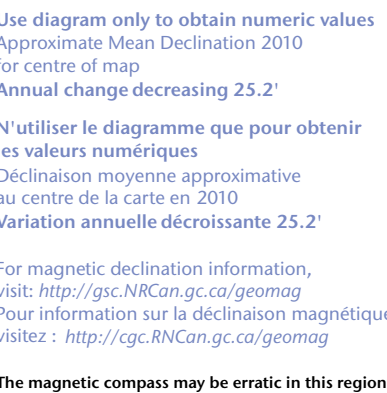 Use diagram only to obtain numeric values
Approximate Mean Declination 2010
for centre of map
Annual change decreasing 25.2'
N'utiliser le diagramme que pour obtenir
les valeurs numériques
Déclinaison moyenne approximative
au centre de la carte en 2010
Variation annuelle décroissante 25.2'
For magnetic declination information,
visit: http://gsc.NRCan.gc.ca/geomag
Pour information sur la déclinaison magnétique
visitez : http://cgc.RNCan.gc.ca/geomag
The magnetic compass may be erratic in this region